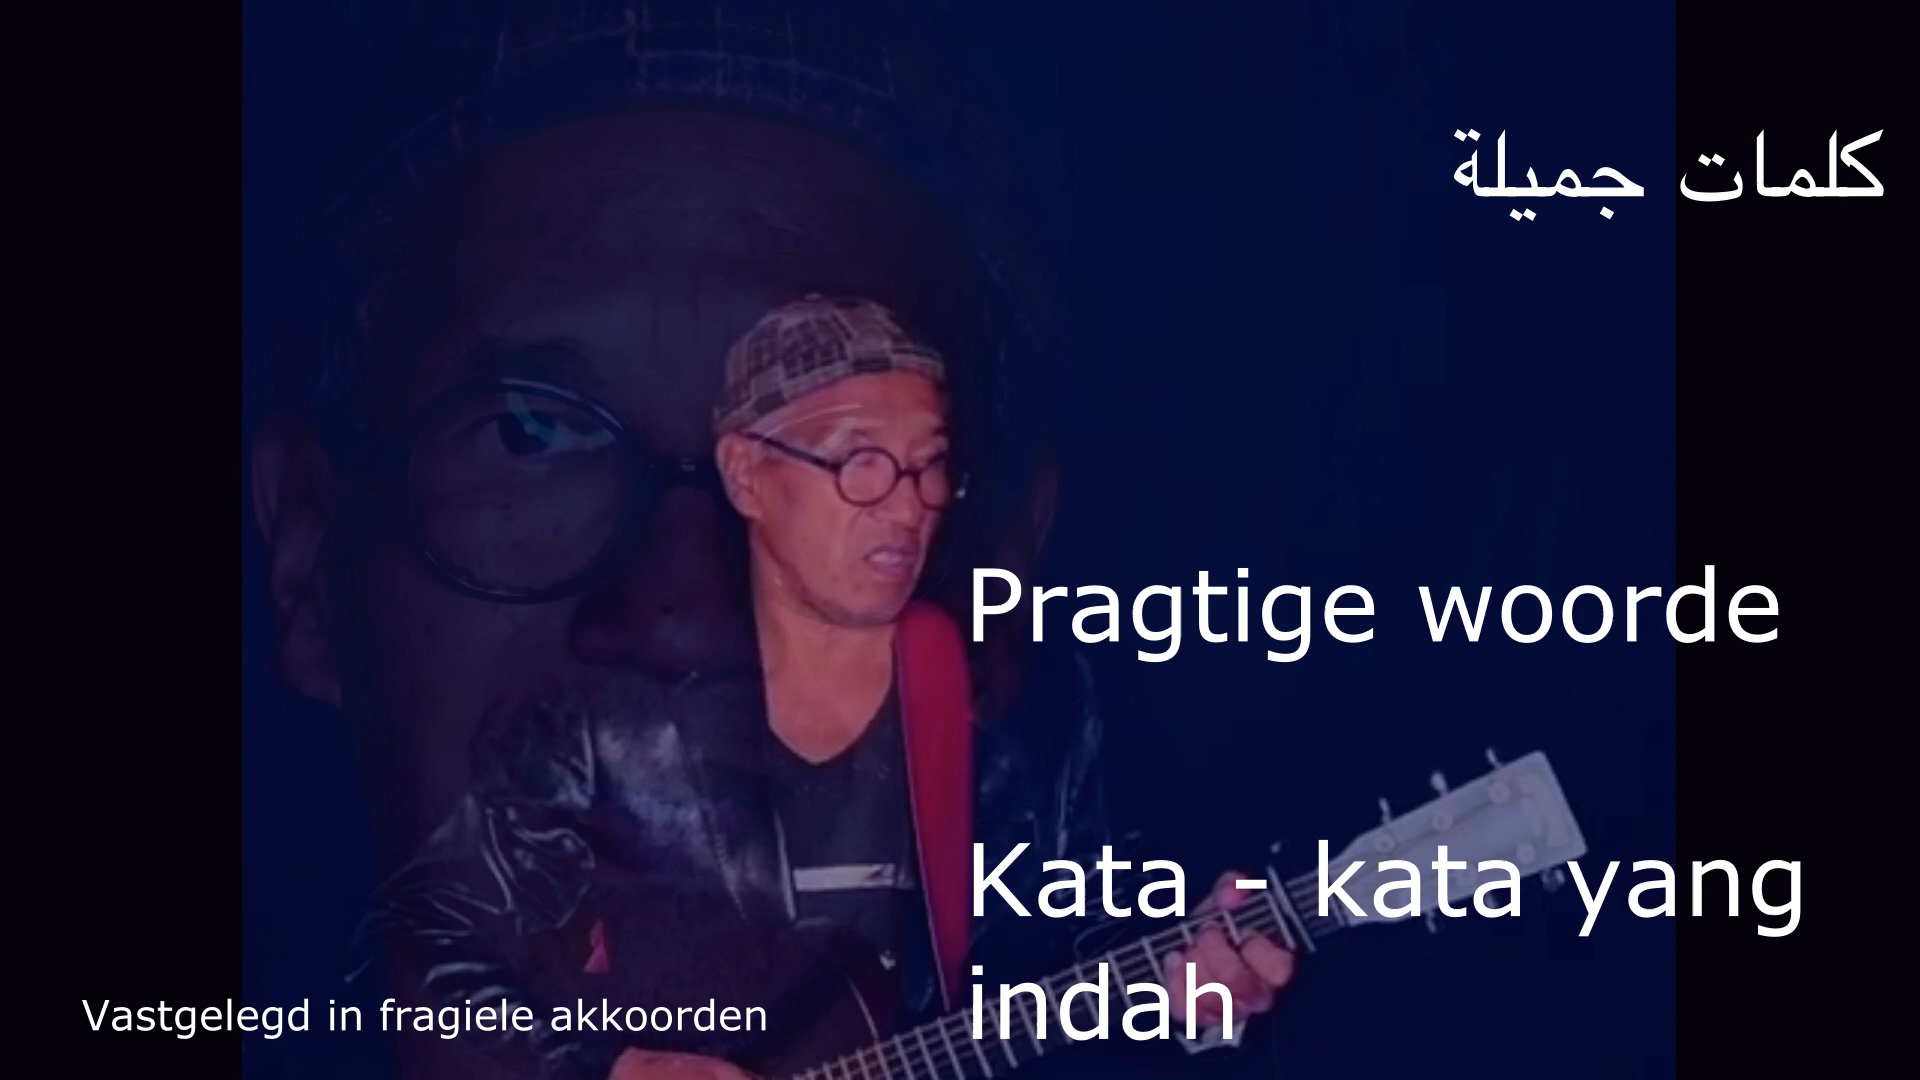 كلمات جميلة
Pragtige woorde
Kata - kata yang
indah
Vastgelegd in fragiele akkoorden